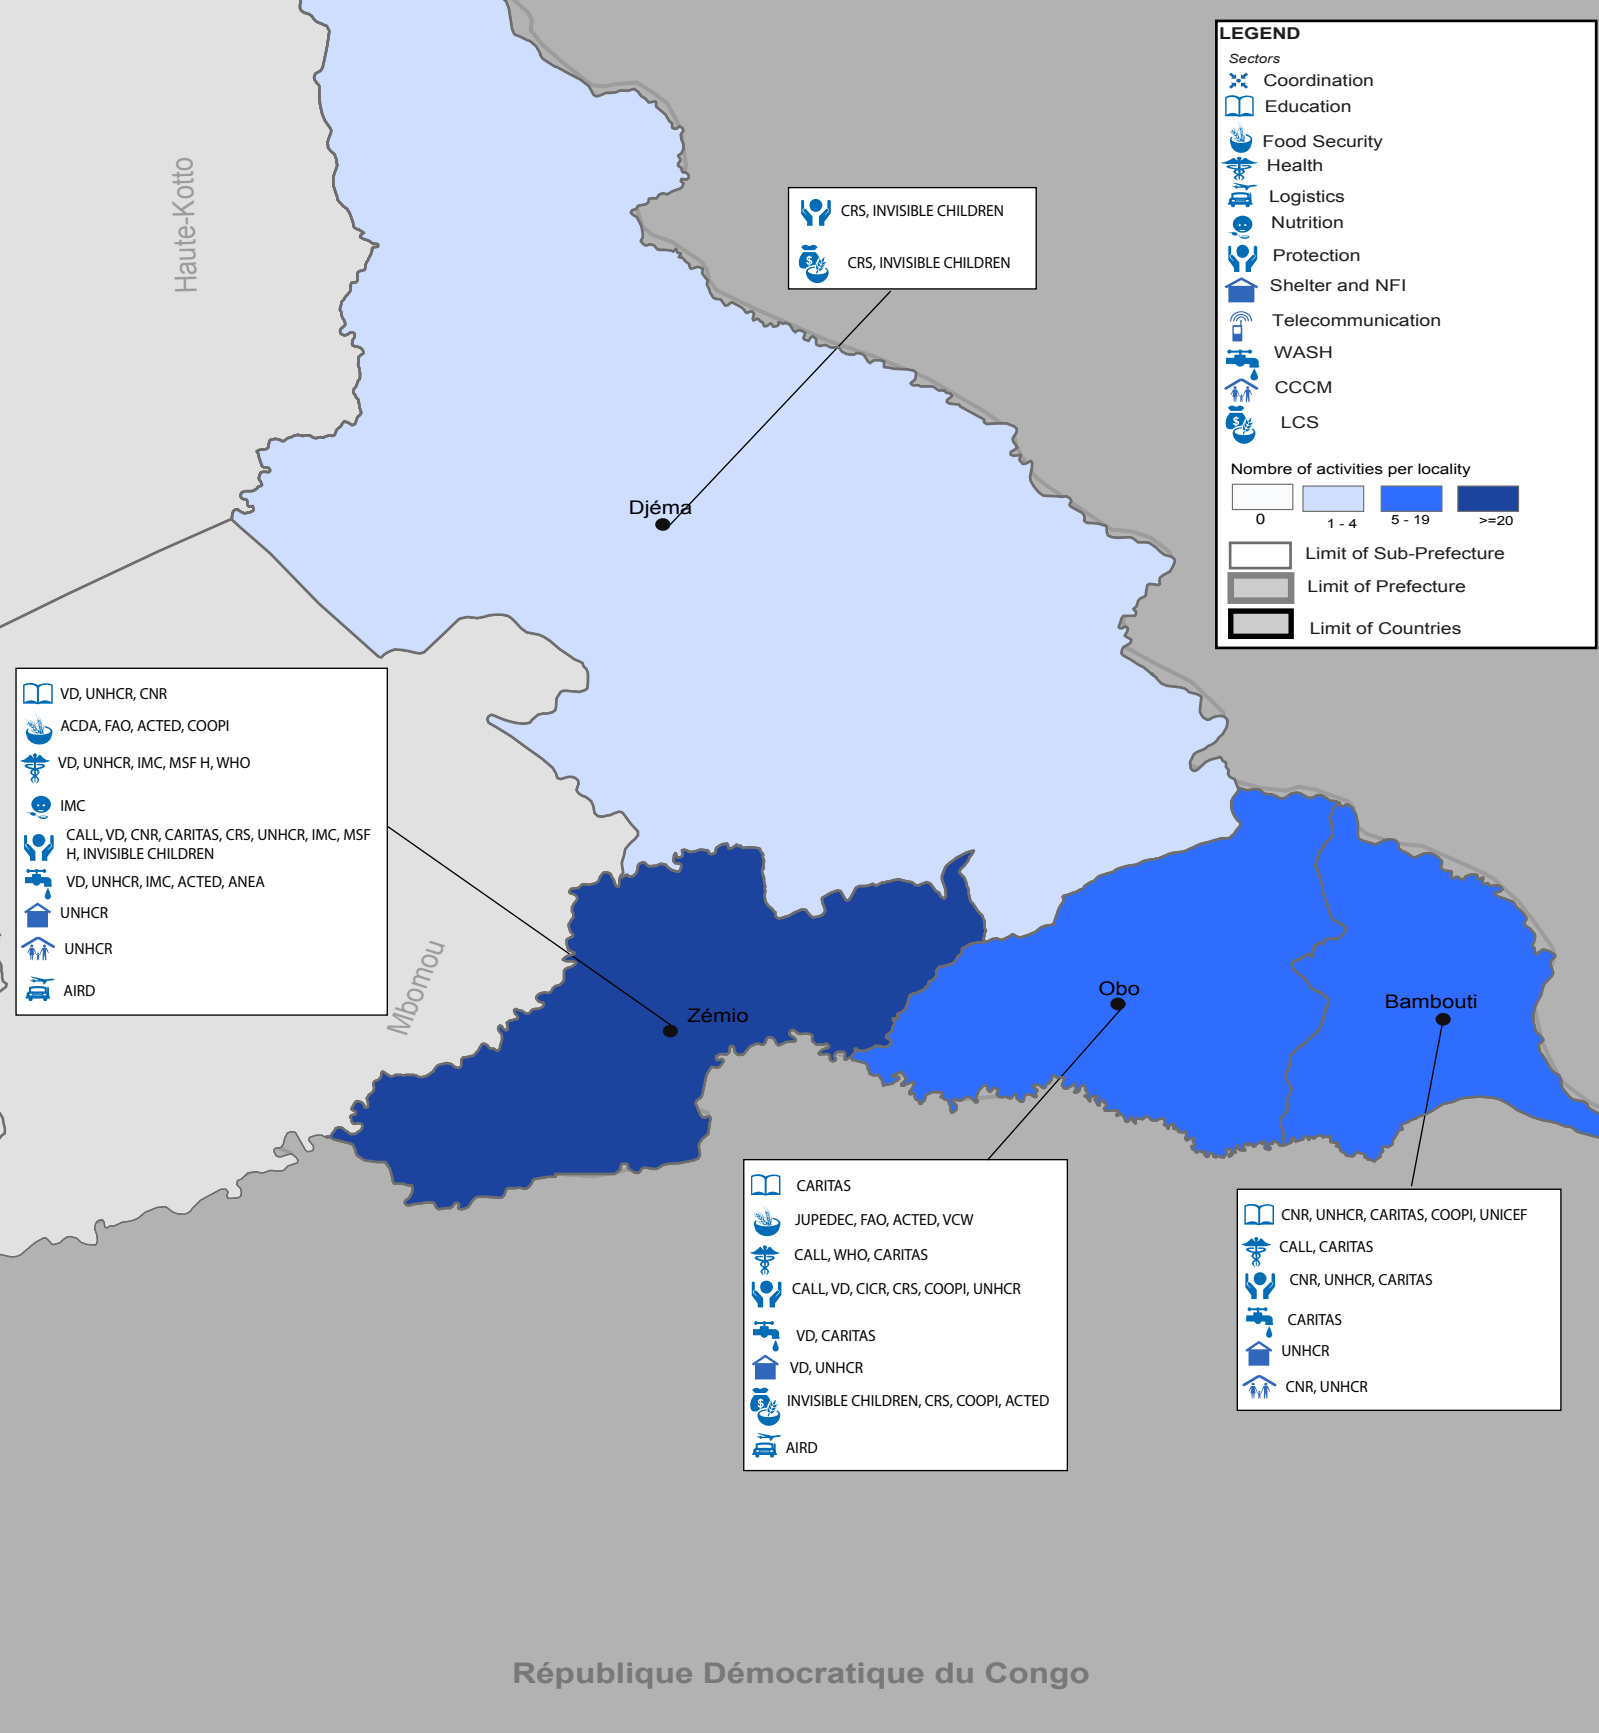 LEGEND
Sectors
Coordination
Education
Food Security
Health
Logistics
Nutrition
Protection
Shelter and NFI
Telecommunication
WASH
CCCM
LCS
Nombre of activities per locality
0
1 - 4
5 - 19
>=20
Limit of Sub-Prefecture
Limit of Prefecture
Limit of Countries
Haute-Kotto
CRS, INVISIBLE CHILDREN
CRS, INVISIBLE CHILDREN
Djéma
VD, UNHCR, CNR
ACDA, FAO, ACTED, COOPI
VD, UNHCR, IMC, MSF H, WHO
IMC
CALL, VD, CNR, CARITAS, CRS, UNHCR, IMC, MSF
H, INVISIBLE CHILDREN
VD, UNHCR, IMC, ACTED, ANEA
UNHCR
UNHCR
AIRD
Mbomou
Zémio
Obo
Bambouti
CARITAS
JUPEDEC, FAO, ACTED, VCW
CALL, WHO, CARITAS
CALL, VD, CICR, CRS, COOPI, UNHCR
VD, CARITAS
VD, UNHCR
INVISIBLE CHILDREN, CRS, COOPI, ACTED
AIRD
CNR, UNHCR, CARITAS, COOPI, UNICEF
CALL, CARITAS
CNR, UNHCR, CARITAS
CARITAS
UNHCR
CNR, UNHCR
République Démocratique du Congo